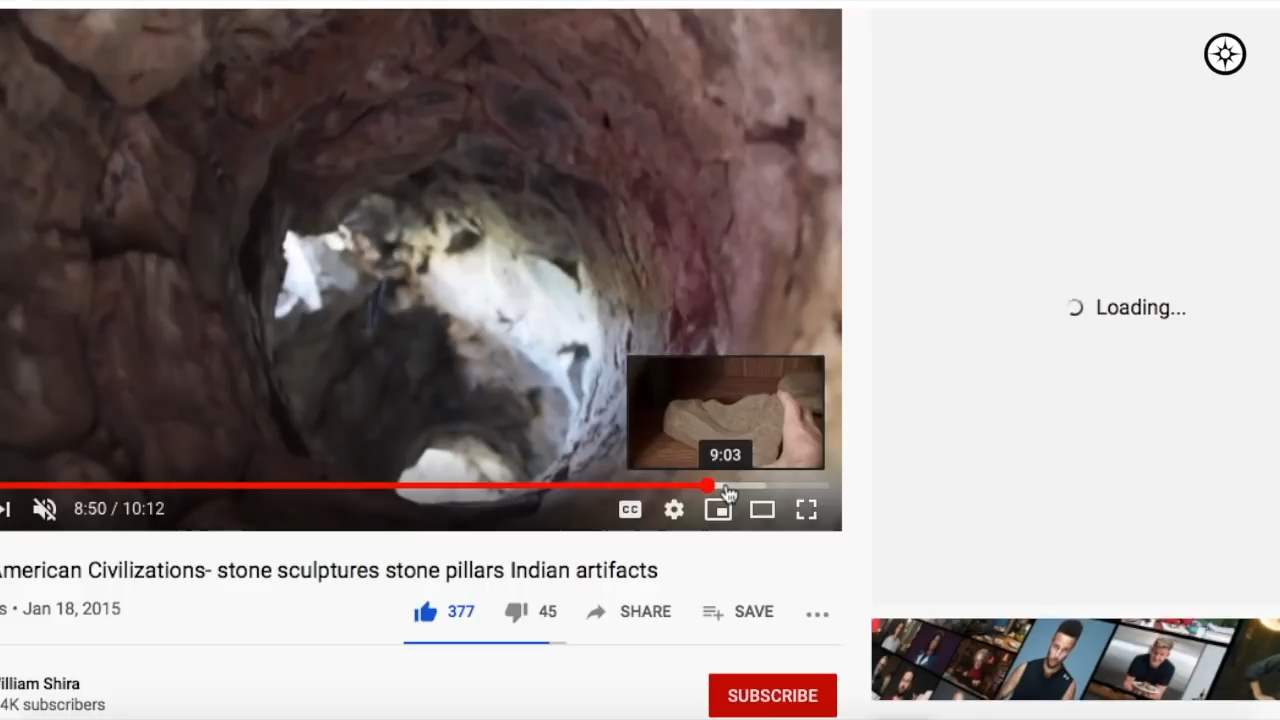 Loading...
9:03
8:50 / 10:12
CC
American Civilizations- stone sculptures stone pillars Indian artifacts
s • Jan 18, 2015
377
45
SHARE
SAVE
illiam Shira
4K subscribers
SUBSCRIBE